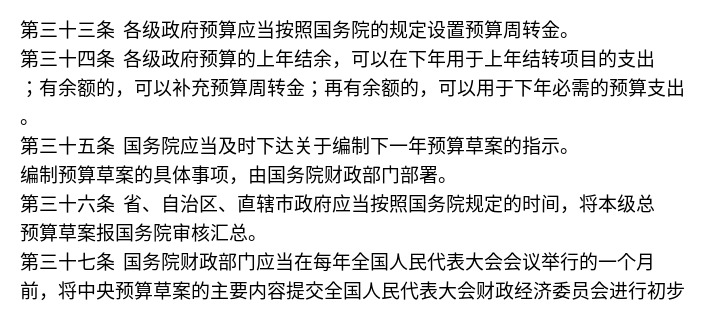 第三十三条 各级政府预算应当按照国务院的规定设置预算周转金。
第三十四条 各级政府预算的上年结余，可以在下年用于上年结转项目的支出
；有余额的，可以补充预算周转金；再有余额的，可以用于下年必需的预算支出
。
第三十五条 国务院应当及时下达关于编制下一年预算草案的指示。
编制预算草案的具体事项，由国务院财政部门部署。
第三十六条 省、自治区、直辖市政府应当按照国务院规定的时间，将本级总
预算草案报国务院审核汇总。
第三十七条 国务院财政部门应当在每年全国人民代表大会会议举行的一个月
前，将中央预算草案的主要内容提交全国人民代表大会财政经济委员会进行初步